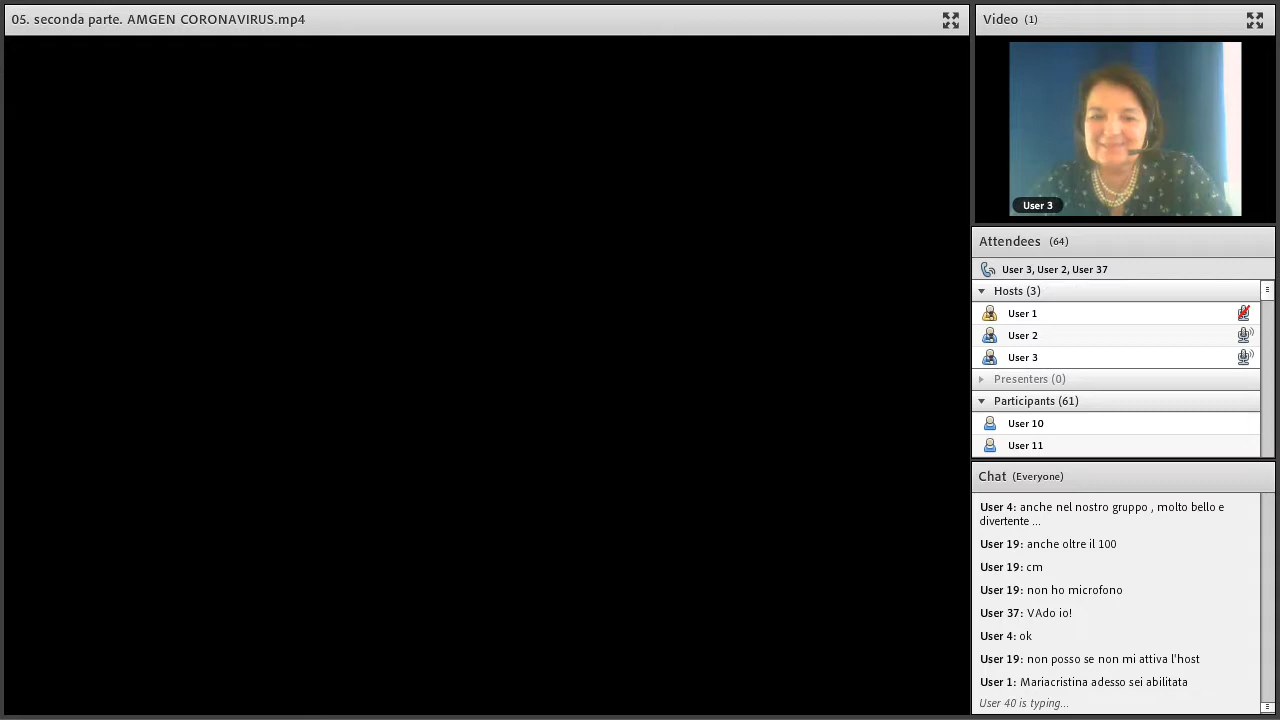 05. seconda parte. AMGEN CORONAVIRUS.mp4
Video (1)
User 3
Attendees (64)
User 3, User 2, User 37
Hosts (3)
User 1
User 2
User 3
Presenters (0)
Participants (61)
User 10
User 11
Chat (Everyone)
User 4: anche nel nostro gruppo , molto bello e
divertente ...
User 19: anche oltre il 100
User 19: cm
User 19: non ho microfono
User 37: VAdo io!
User 4: ok
User 19: non posso se non mi attiva l'host
User 1: Mariacristina adesso sei abilitata
User 40 is typing...